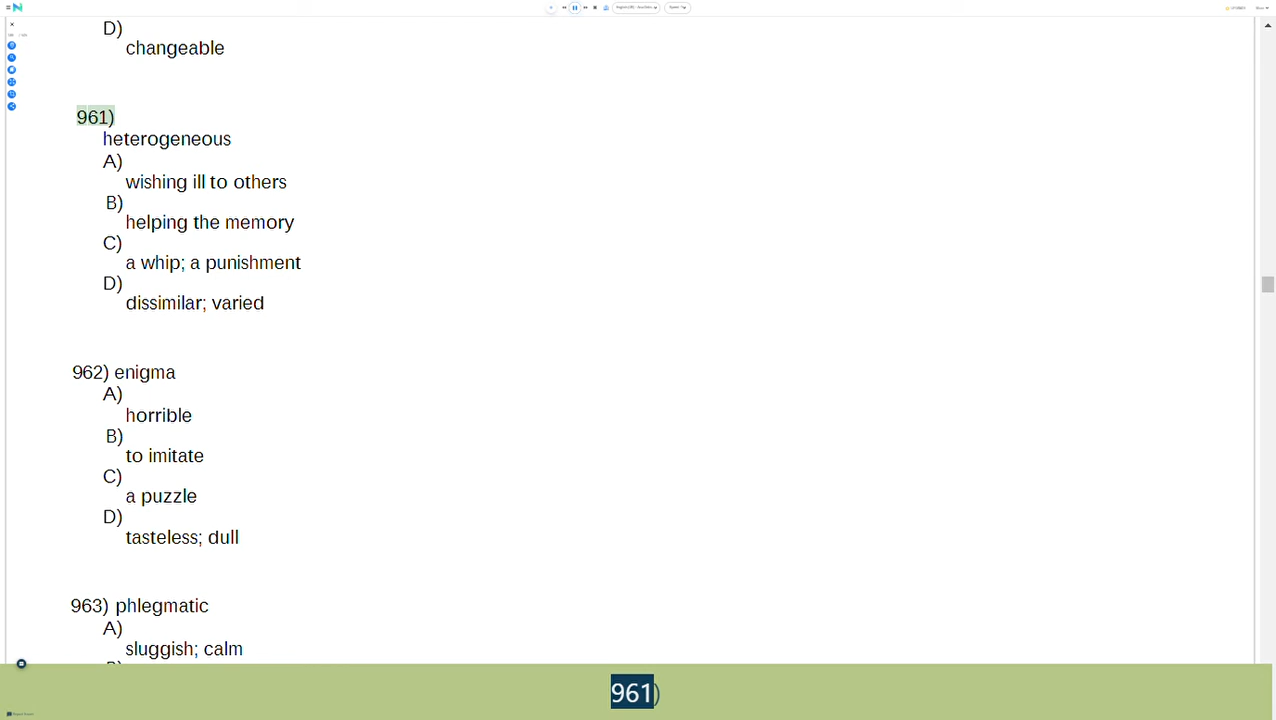 D)
changeable
961)
heterogeneous
A)
wishing ill to others
B)
helping the memory
C)
a whip; a punishment
D)
dissimilar; varied
962) enigma
A)
horrible
B)
to imitate
C)
a puzzle
D)
tasteless; dull
963) phlegmatic
A)
sluggish; calm
961)